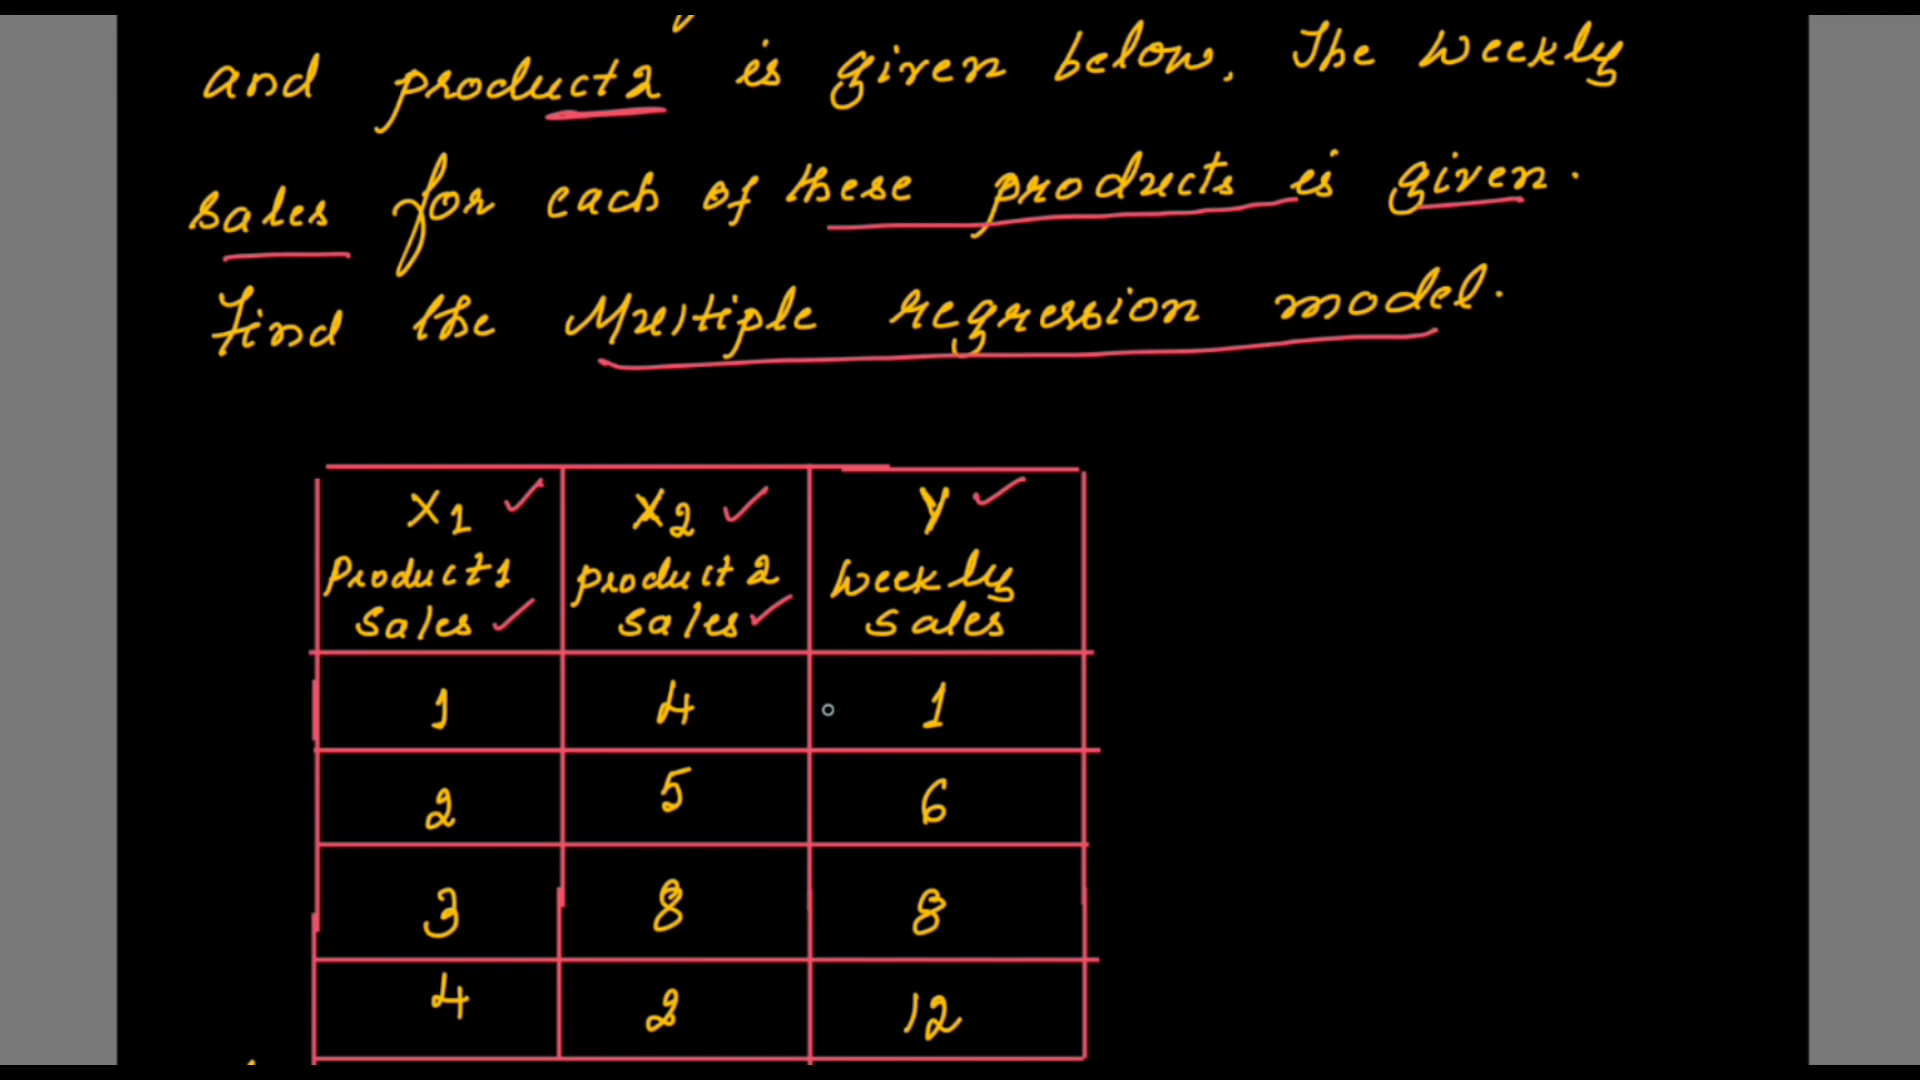 and product2 is given below. The weekly
sales for each of these products is given.
Find the Multiple regression model.
X1 X2 Y
Product1 product2 weekly
sales sales sales
1 4 1
2 5 6
3 8 8
4 2 12